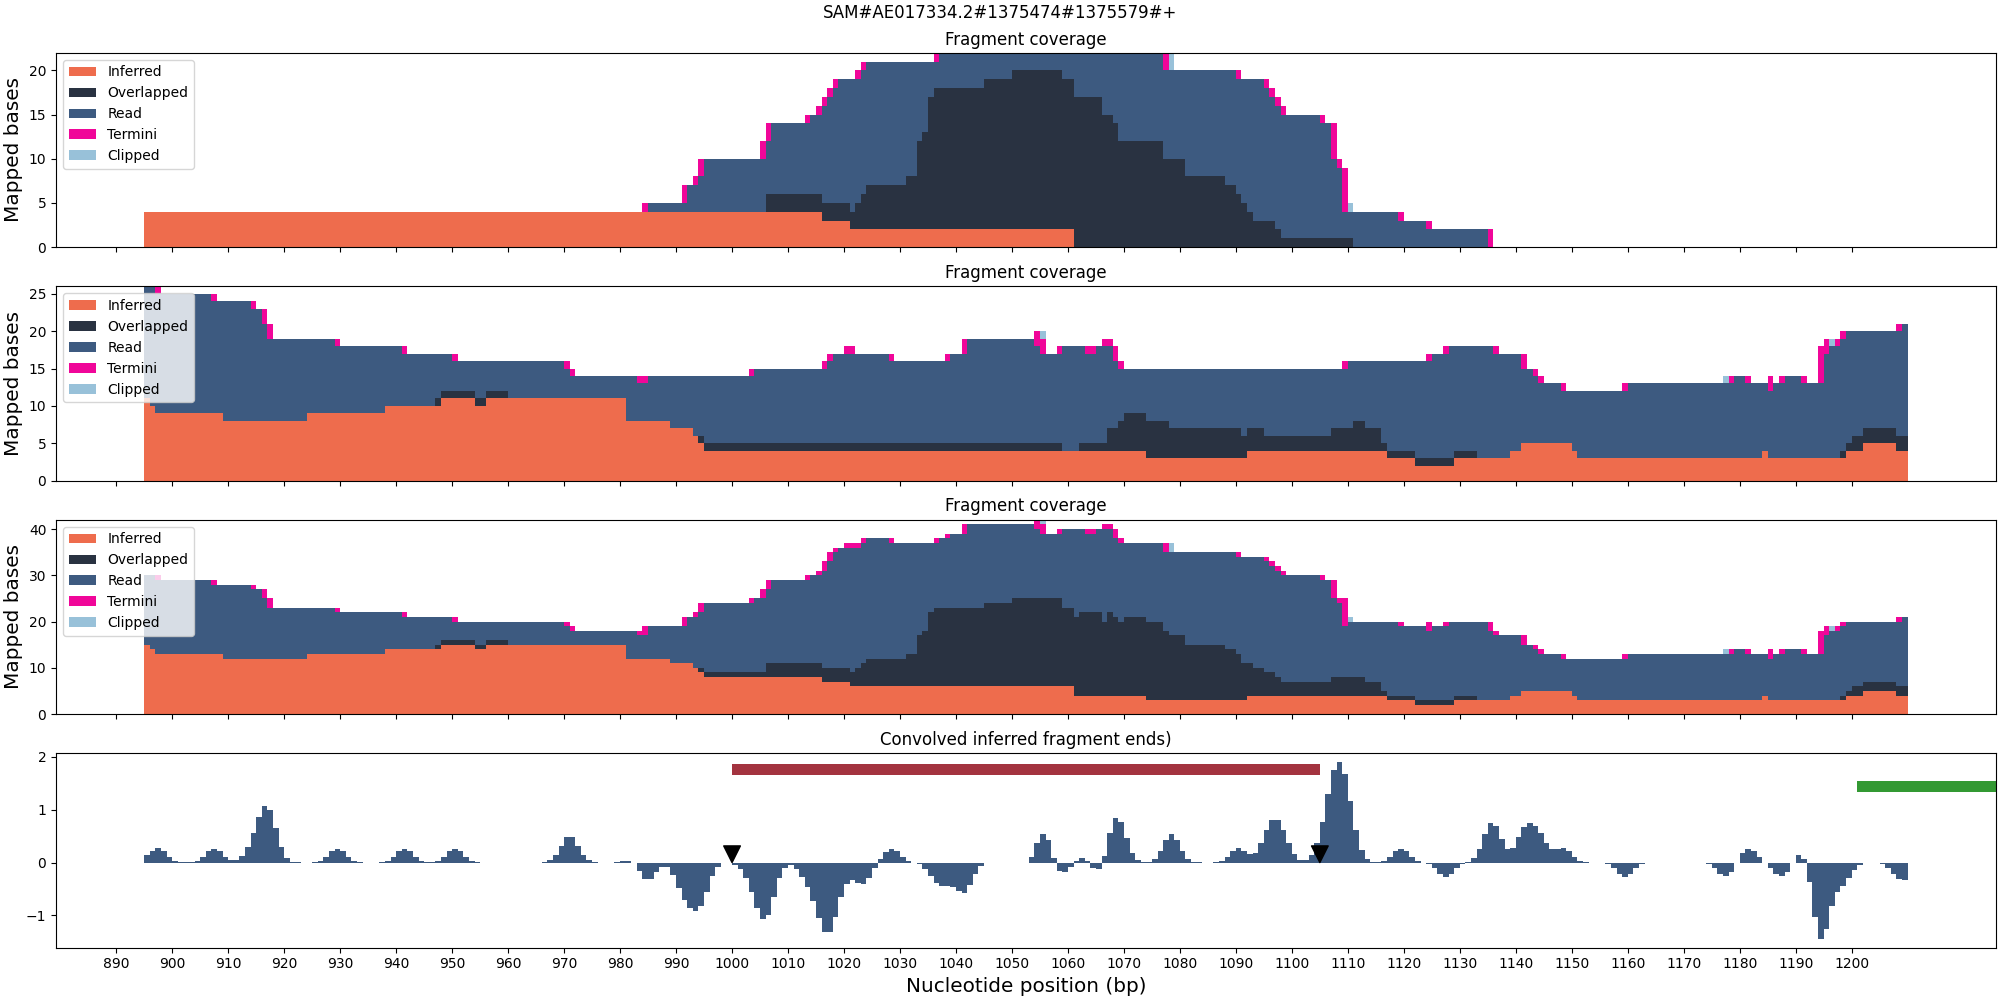 SAM#AE017334.2#1375474#1375579#+
Fragment coverage
Mapped bases
20
15
10
5
0
Inferred
Overlapped
Read
Termini
Clipped
Fragment coverage
Mapped bases
25
20
15
10
5
0
Inferred
Overlapped
Read
Termini
Clipped
Fragment coverage
Mapped bases
40
30
20
10
0
Inferred
Overlapped
Read
Termini
Clipped
Convolved inferred fragment ends)
2
1
0
−1
890 900 910 920 930 940 950 960 970 980 990 1000 1010 1020 1030 1040 1050 1060 1070 1080 1090 1100 1110 1120 1130 1140 1150 1160 1170 1180 1190 1200
Nucleotide position (bp)